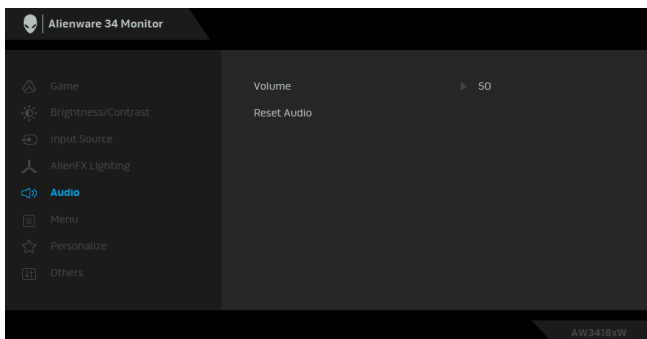 Alienware 34 Monitor
Game
Brightness/Contrast
Input Source
AlienFX Lighting
Audio
Menu
Personalize
Others
Volume 50
Reset Audio
AW3418xW